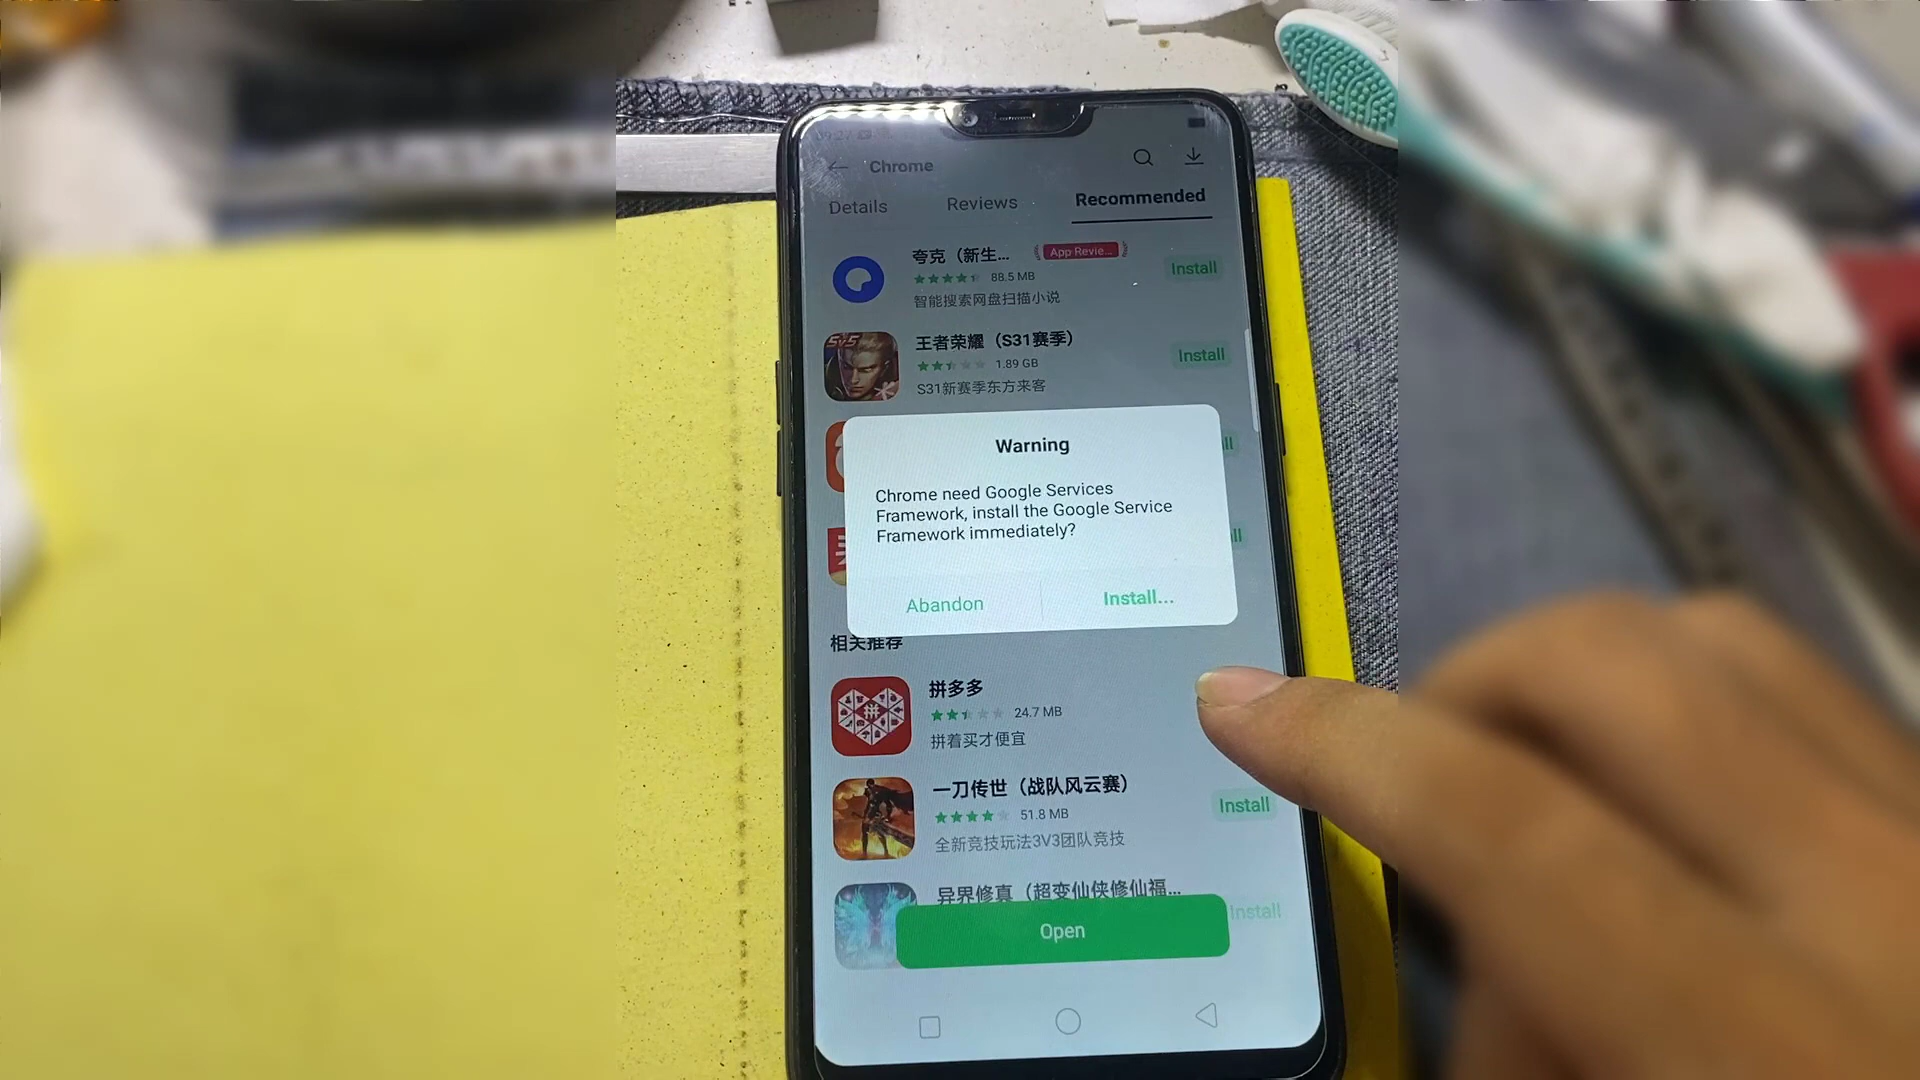 09:27
Chrome
Details
Reviews
Recommended
夸克（新生...
App Revie...
88.5 MB
智能搜索网盘扫描小说
Install
5v5
王者荣耀（S31赛季）
1.89 GB
S31新赛季东方来客
Install
Warning
Chrome need Google Services
Framework, install the Google Service
Framework immediately?
Abandon
Install...
相关推荐
拼
拼多多
24.7 MB
拼着买才便宜
一刀传世（战队风云赛）
51.8 MB
全新竞技玩法3V3团队竞技
Install
异界修真（超变仙侠修仙福...
Install
Open